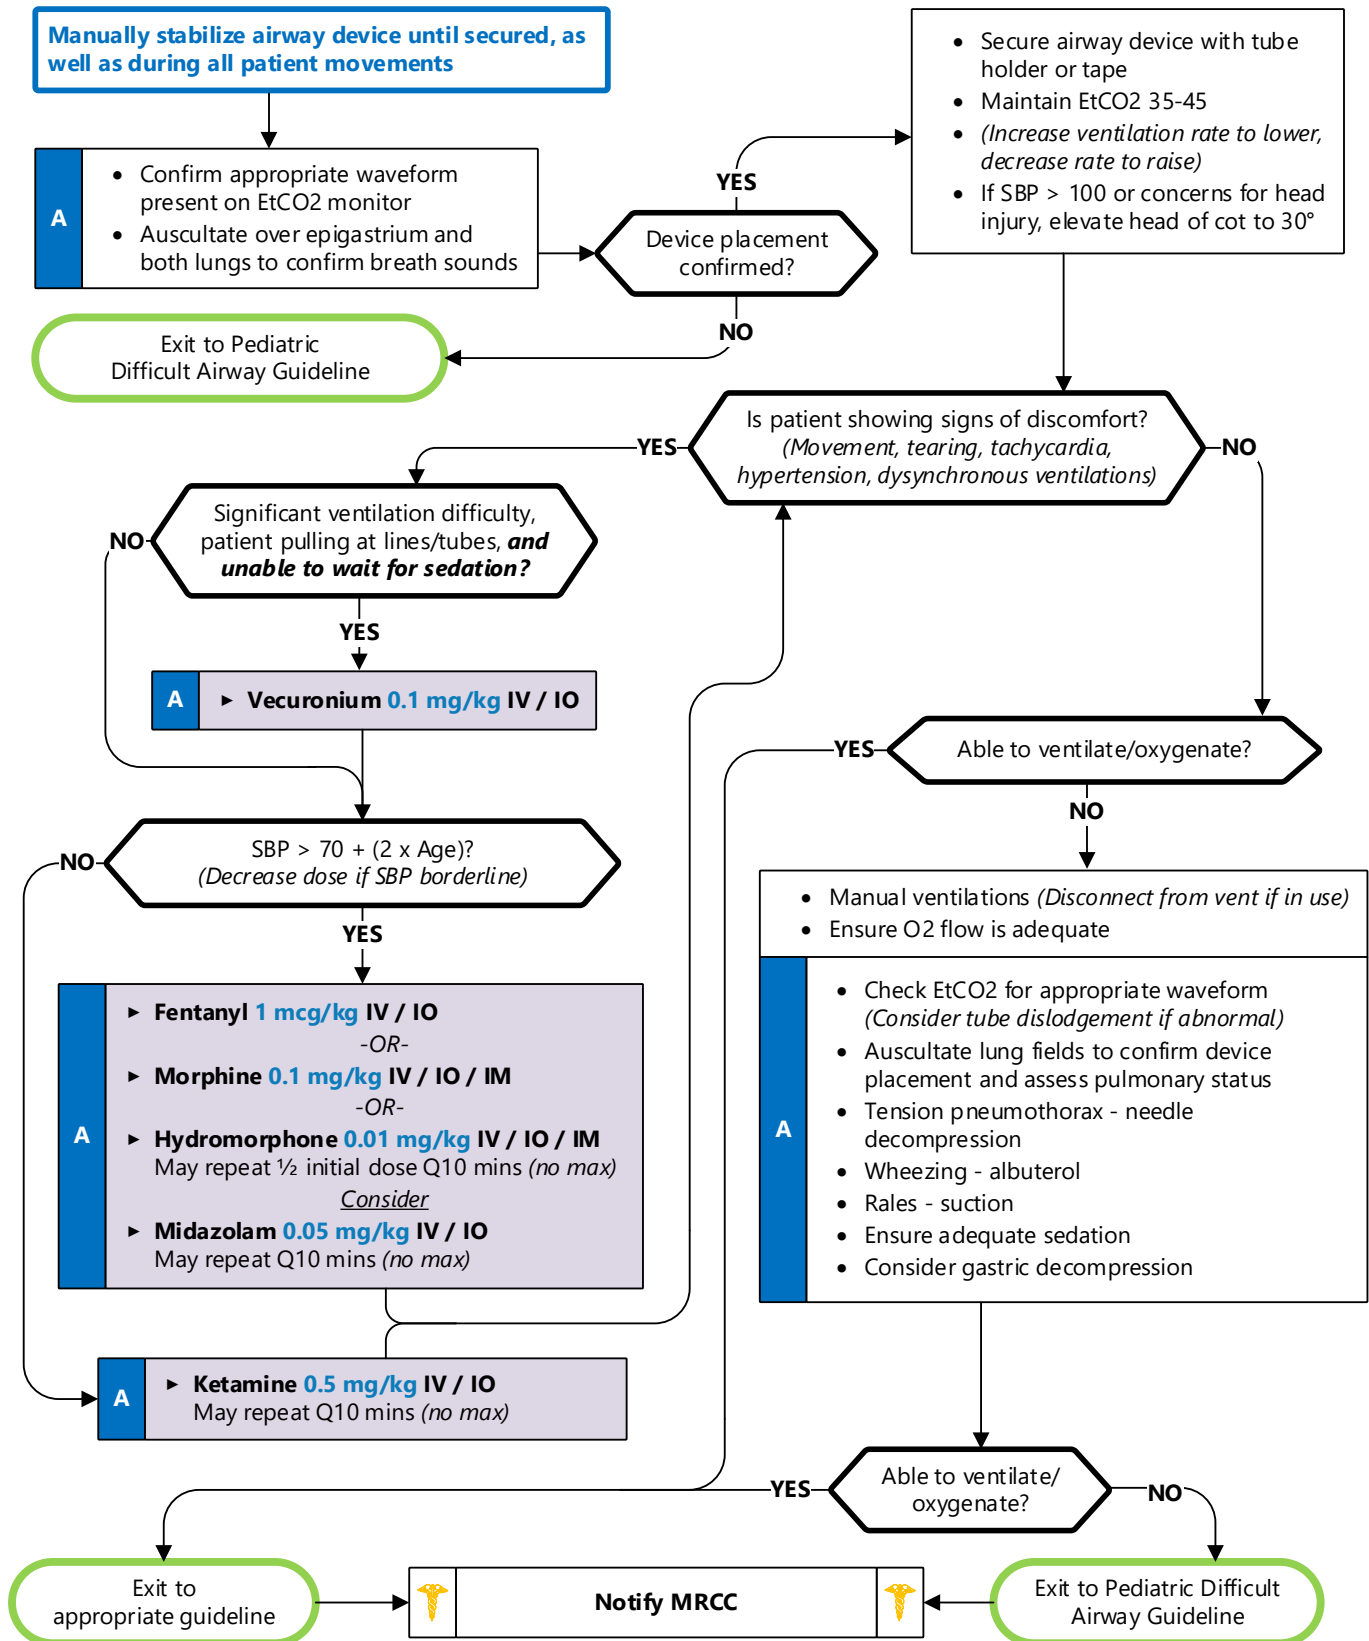 Manually stabilize airway device until secured, as
well as during all patient movements
A
• Confirm appropriate waveform
present on EtCO2 monitor
• Auscultate over epigastrium and
both lungs to confirm breath sounds
Device placement
confirmed?
YES
NO
• Secure airway device with tube
holder or tape
• Maintain EtCO2 35-45
• (Increase ventilation rate to lower,
decrease rate to raise)
• If SBP > 100 or concerns for head
injury, elevate head of cot to 30°
Exit to Pediatric
Difficult Airway Guideline
Is patient showing signs of discomfort?
(Movement, tearing, tachycardia,
hypertension, dysynchronous ventilations)
YES
NO
Significant ventilation difficulty,
patient pulling at lines/tubes, and
unable to wait for sedation?
NO
YES
A
► Vecuronium 0.1 mg/kg IV / IO
SBP > 70 + (2 x Age)?
(Decrease dose if SBP borderline)
NO
YES
A
► Fentanyl 1 mcg/kg IV / IO
-OR-
► Morphine 0.1 mg/kg IV / IO / IM
-OR-
► Hydromorphone 0.01 mg/kg IV / IO / IM
May repeat ½ initial dose Q10 mins (no max)
Consider
► Midazolam 0.05 mg/kg IV / IO
May repeat Q10 mins (no max)
A
► Ketamine 0.5 mg/kg IV / IO
May repeat Q10 mins (no max)
Able to ventilate/oxygenate?
YES
NO
• Manual ventilations (Disconnect from vent if in use)
• Ensure O2 flow is adequate
A
• Check EtCO2 for appropriate waveform
(Consider tube dislodgement if abnormal)
• Auscultate lung fields to confirm device
placement and assess pulmonary status
• Tension pneumothorax - needle
decompression
• Wheezing - albuterol
• Rales - suction
• Ensure adequate sedation
• Consider gastric decompression
Able to ventilate/
oxygenate?
YES
NO
Exit to
appropriate guideline
Notify MRCC
Exit to Pediatric Difficult
Airway Guideline